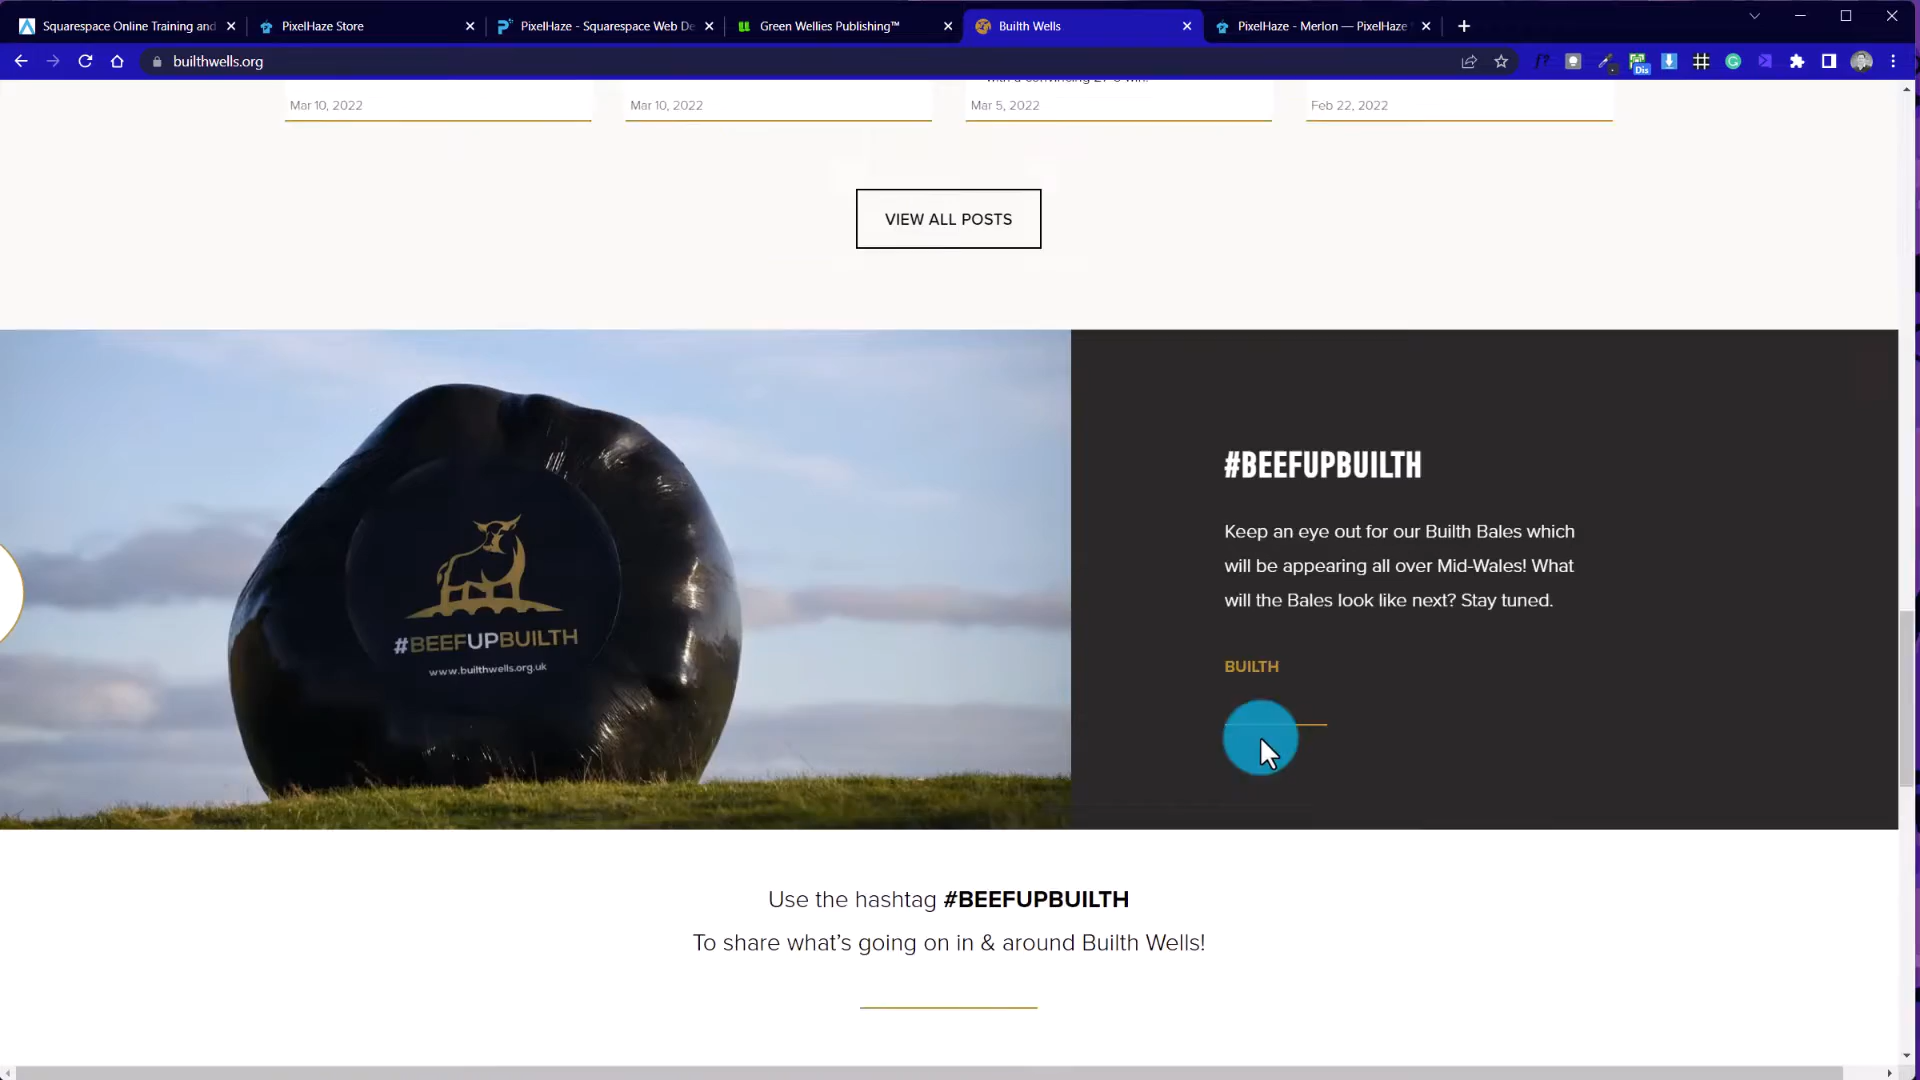 Squarespace Online Training and
PixelHaze Store
PixelHaze - Squarespace Web De
Green Wellies Publishing™
Builth Wells
PixelHaze - Merlon — PixelHaze
builthwells.org
Dis
Mar 10, 2022
Mar 10, 2022
Mar 5, 2022
Feb 22, 2022
VIEW ALL POSTS
#BEEFUPBUILTH
www.builthwells.org.uk
#BEEFUPBUILTH
Keep an eye out for our Builth Bales which
will be appearing all over Mid-Wales! What
will the Bales look like next? Stay tuned.
BUILTH
Use the hashtag #BEEFUPBUILTH
To share what's going on in & around Builth Wells!